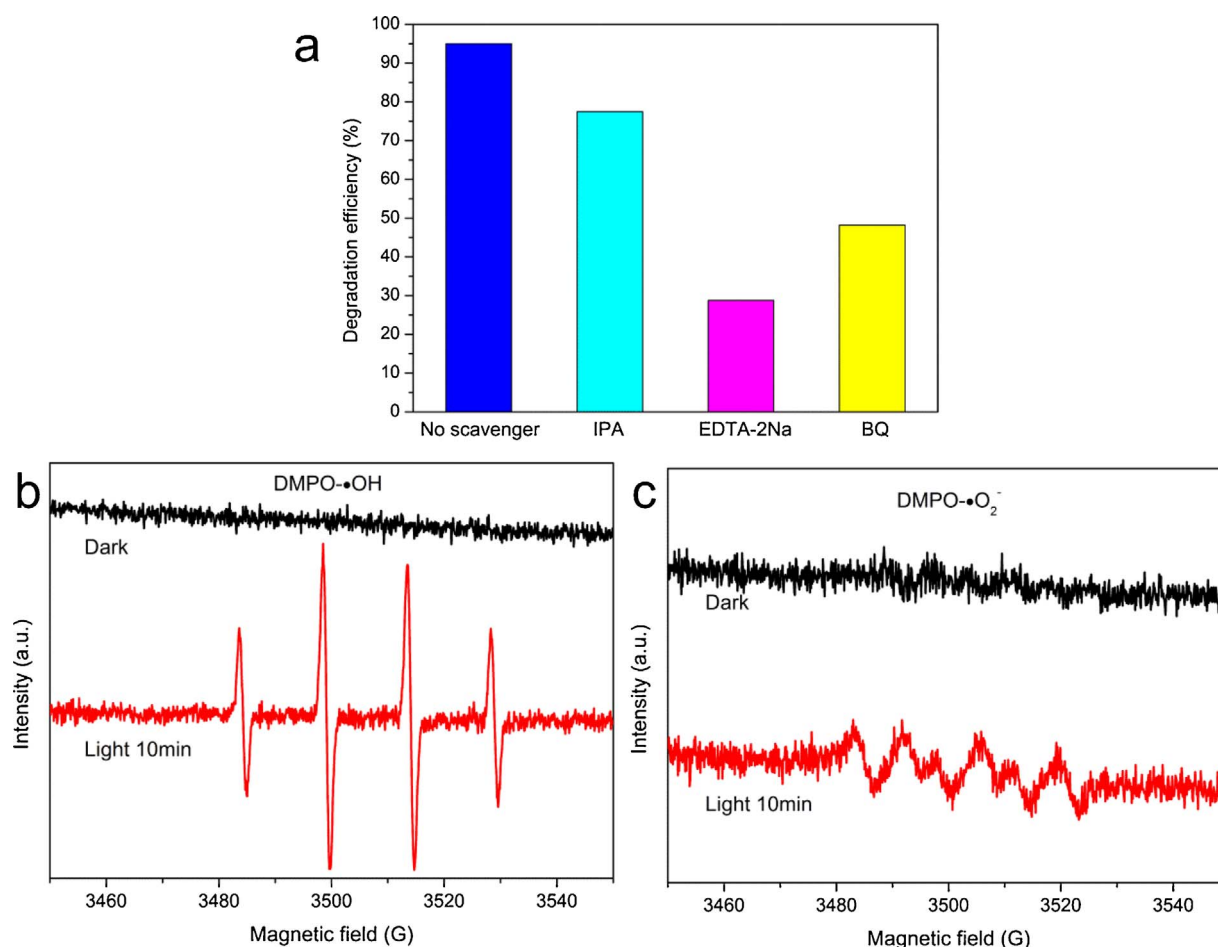 a
Degradation efficiency (%)
100
90
80
70
60
50
40
30
20
10
0
No scavenger IPA EDTA-2Na BQ
b
DMPO-●OH
Dark
Light 10min
Intensity (a.u.)
3460 3480 3500 3520 3540
Magnetic field (G)
c
DMPO-●O₂⁻
Dark
Light 10min
Intensity (a.u.)
3460 3480 3500 3520 3540
Magnetic field (G)